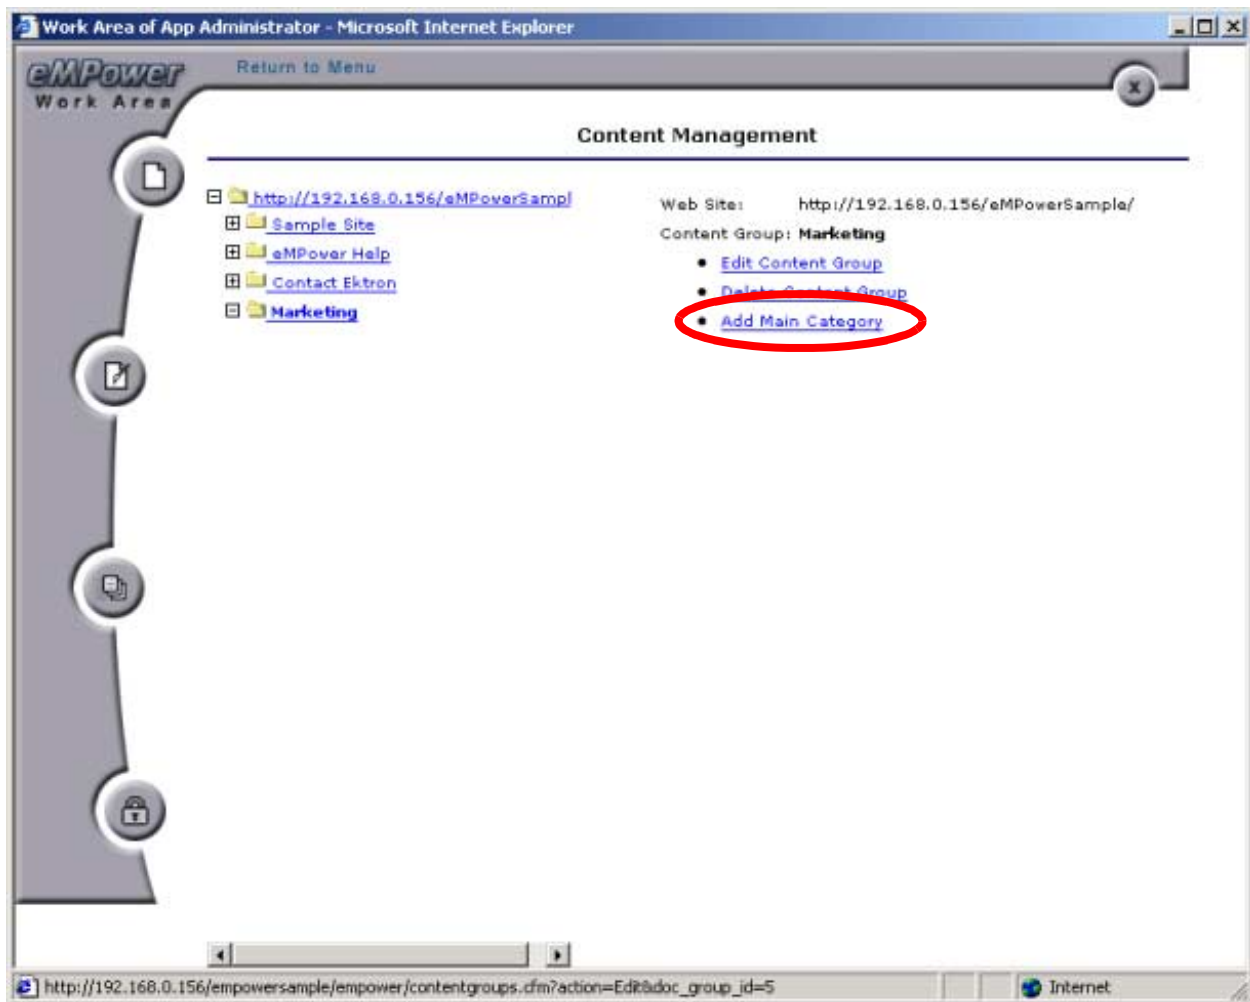 Work Area of App Administrator - Microsoft Internet Explorer
eMPower
Work Area
Return to Menu
x
Content Management
http://192.168.0.156/eMPowerSampl
Sample Site
eMPower Help
Contact Ektron
Marketing
Web Site: http://192.168.0.156/eMPowerSample/
Content Group: Marketing
Edit Content Group
Delete Content Group
Add Main Category
http://192.168.0.156/empowersample/empower/contentgroups.cfm?action=Edit&doc_group_id=5
Internet